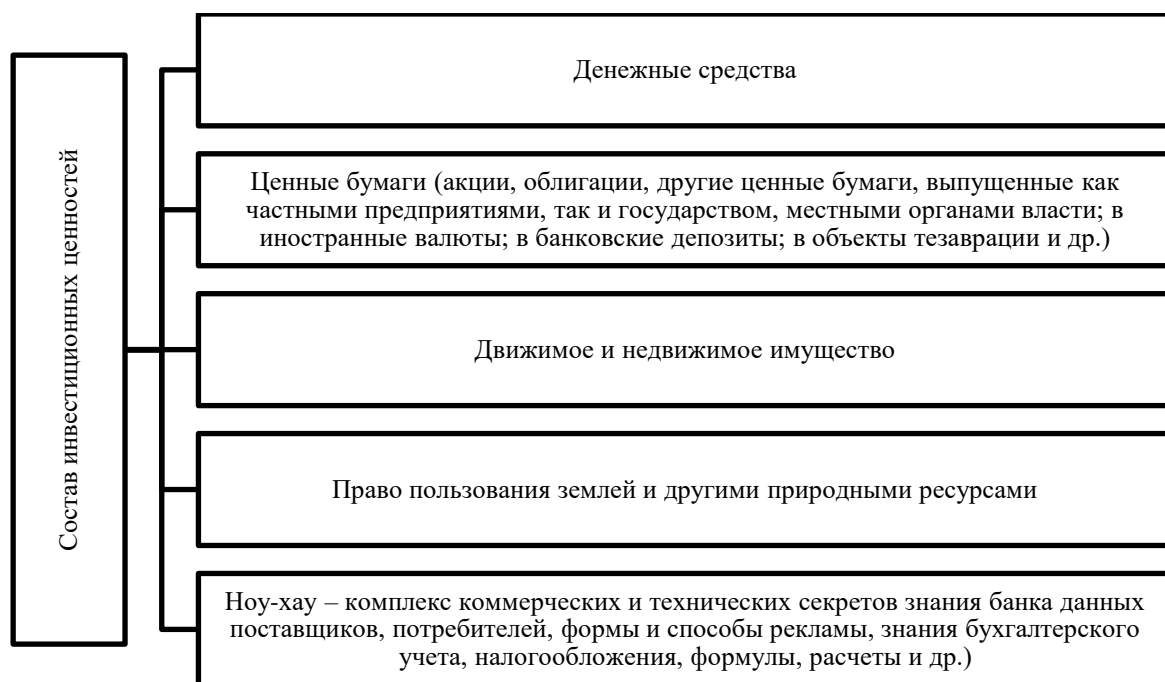 Состав инвестиционных ценностей
Денежные средства
Ценные бумаги (акции, облигации, другие ценные бумаги, выпущенные как
частными предприятиями, так и государством, местными органами власти; в
иностранные валюты; в банковские депозиты; в объекты тезаврации и др.)
Движимое и недвижимое имущество
Право пользования землей и другими природными ресурсами
Ноу-хау – комплекс коммерческих и технических секретов знания банка данных
поставщиков, потребителей, формы и способы рекламы, знания бухгалтерского
учета, налогообложения, формулы, расчеты и др.)